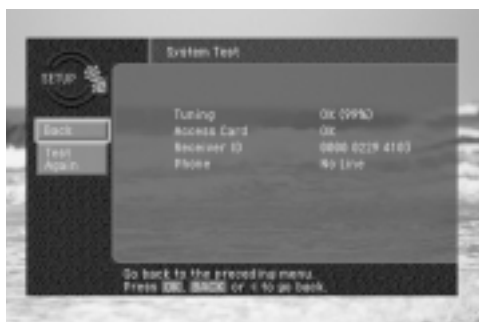 System Test
SETUP
Tuning OK (99%)
Access Card OK
Back
Receiver ID 0000 0229 4103
Test
Phone No Line
Again
Go back to the preceding menu.
Press OK, BACK or < to go back.